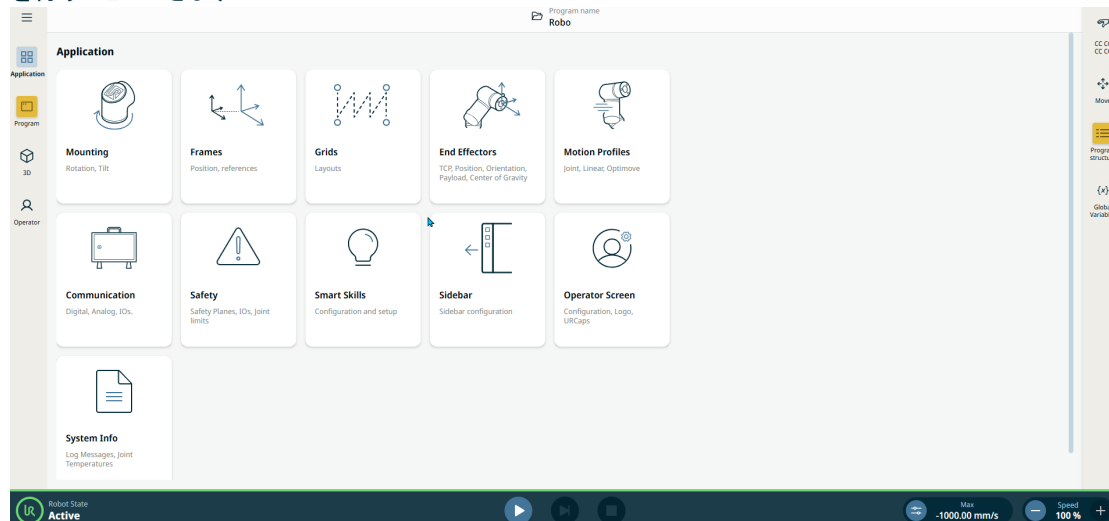 Program name
Robo
Application
Application
Program
3D
Operator
Mounting
Rotation, Tilt
Frames
Position, references
Grids
Layouts
End Effectors
TCP, Position, Orientation,
Payload, Center of Gravity
Motion Profiles
Joint, Linear, Optimove
Communication
Digital, Analog, IOs.
Safety
Safety Planes, IOs, Joint
limits
Smart Skills
Configuration and setup
Sidebar
Sidebar configuration
Operator Screen
Configuration, Logo,
URCaps
System Info
Log Messages, Joint
Temperatures
{x}
UR
Robot State
Active
Max
-1000.00 mm/s
Speed
100 %